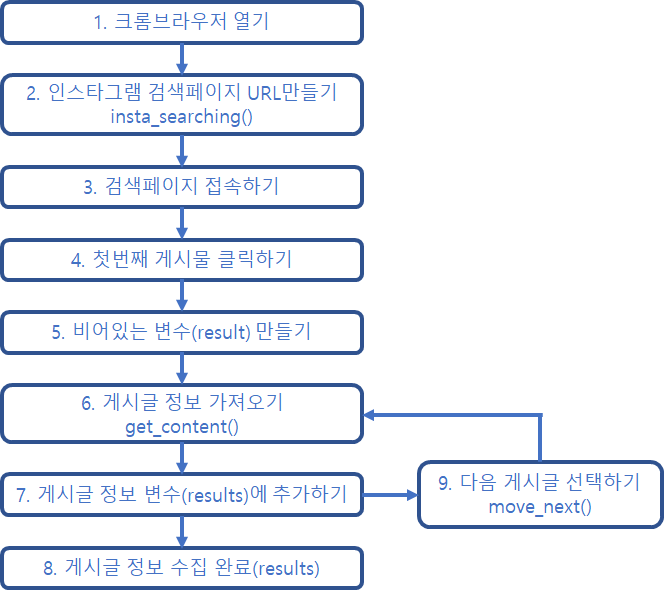 1. 크롬브라우저 열기
2. 인스타그램 검색페이지 URL만들기
insta_searching()
3. 검색페이지 접속하기
4. 첫번째 게시물 클릭하기
5. 비어있는 변수(result) 만들기
6. 게시글 정보 가져오기
get_content()
7. 게시글 정보 변수(results)에 추가하기
9. 다음 게시글 선택하기
move_next()
8. 게시글 정보 수집 완료(results)